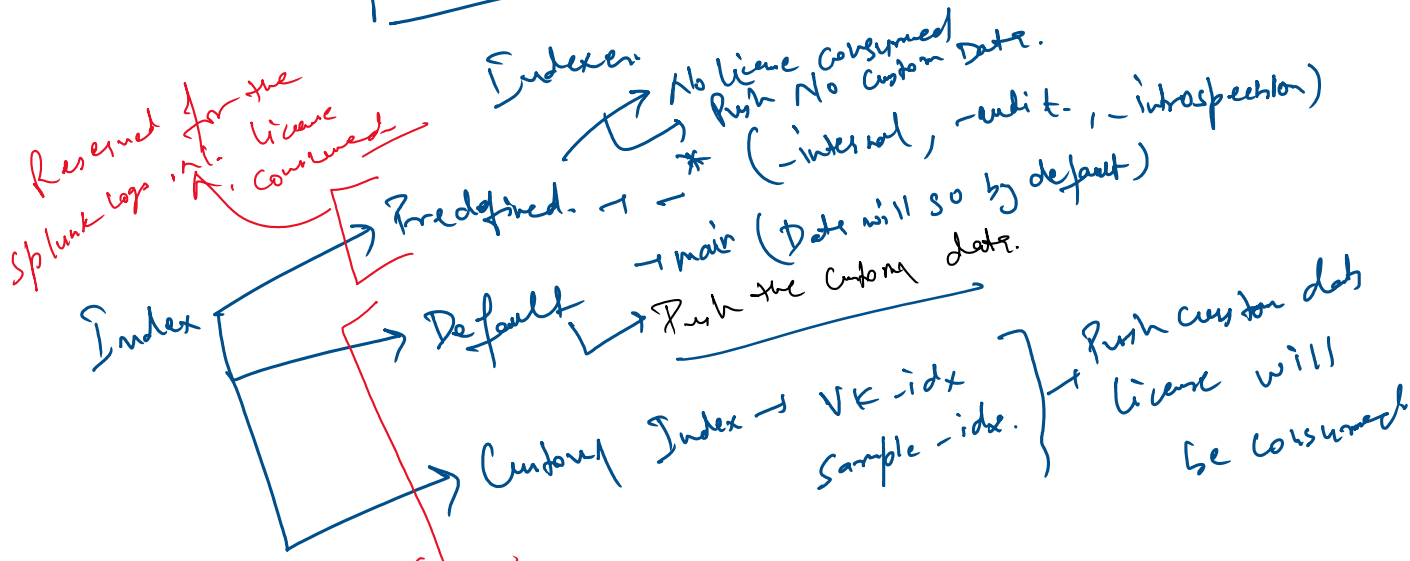 Indexer.
No license consumed
Push No Custom Data.
Reserved for the
Splunk logs. No. license
consumed
Predefined. → _* (_internal, _audit., _introspection)
→ main (Data will go by default)
Index
Default
Push the custom data.
Custom Index → VK_idx
Sample_idx.
Push custom data
license will
be consumed